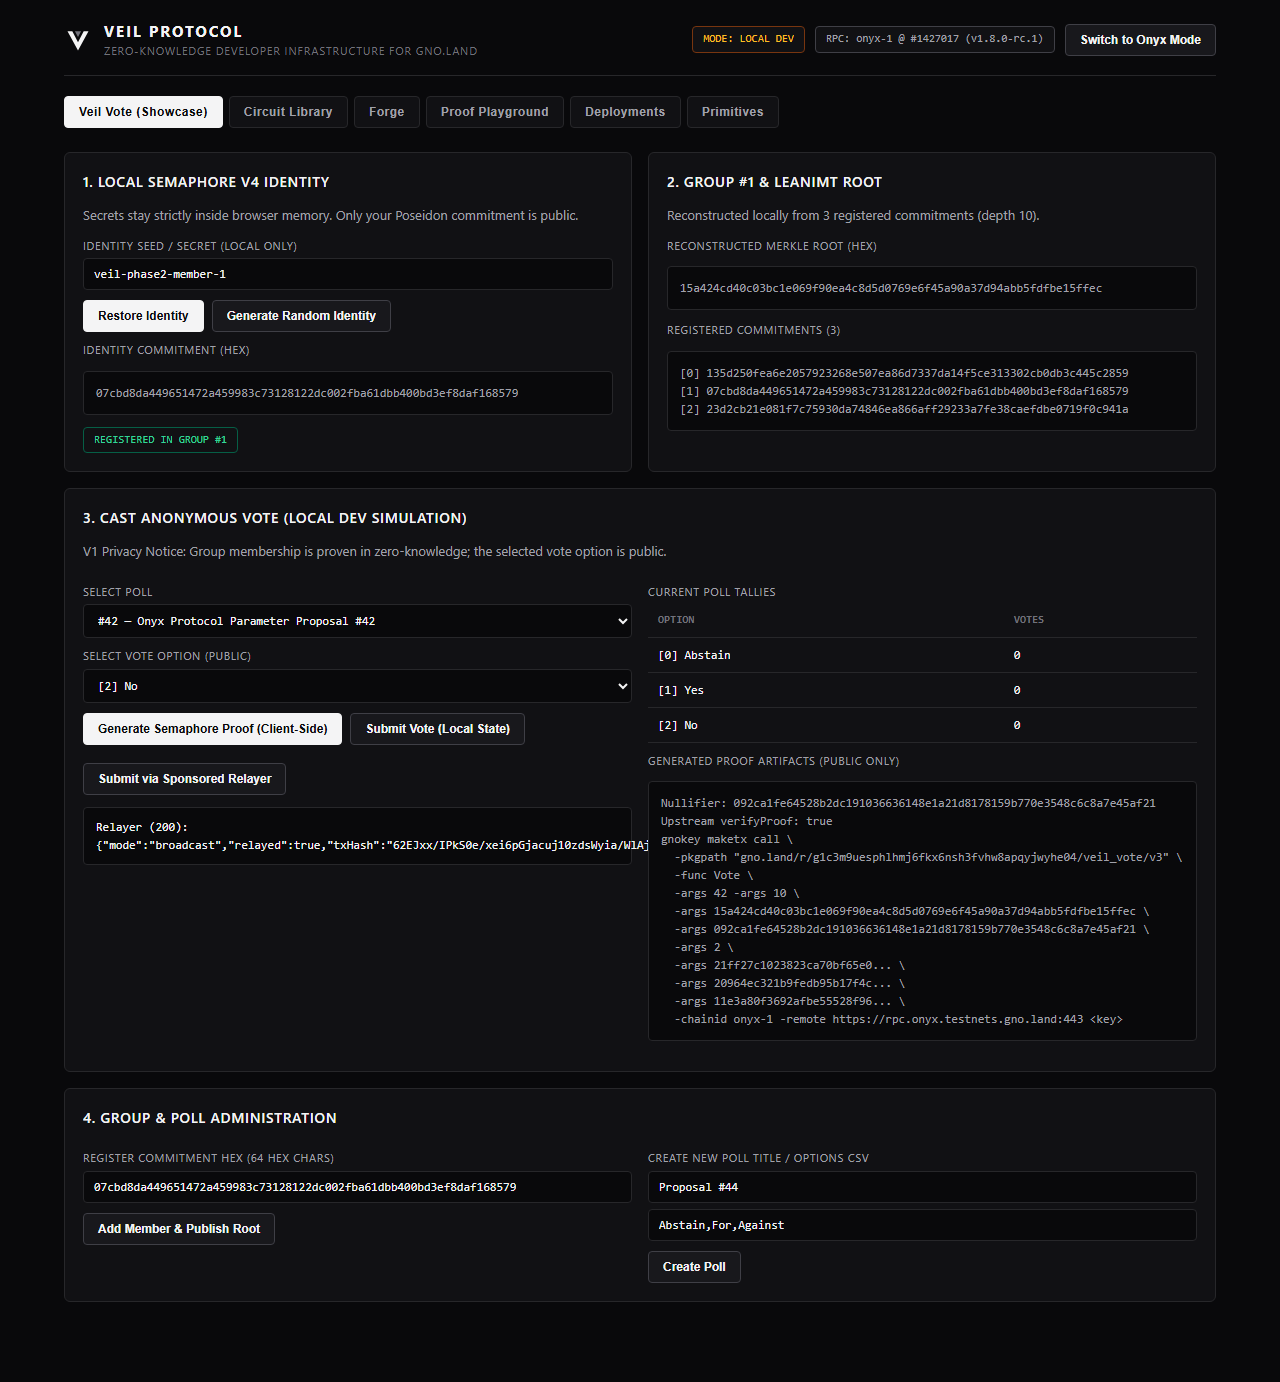 VEIL PROTOCOL
ZERO-KNOWLEDGE DEVELOPER INFRASTRUCTURE FOR GNO.LAND
MODE: LOCAL DEV
RPC: onyx-1 @ #1427017 (v1.8.0-rc.1)
Switch to Onyx Mode
Veil Vote (Showcase)
Circuit Library
Forge
Proof Playground
Deployments
Primitives
1. LOCAL SEMAPHORE V4 IDENTITY
Secrets stay strictly inside browser memory. Only your Poseidon commitment is public.
IDENTITY SEED / SECRET (LOCAL ONLY)
veil-phase2-member-1
Restore Identity
Generate Random Identity
IDENTITY COMMITMENT (HEX)
07cbd8da449651472a459983c73128122dc002fba61dbb400bd3ef8daf168579
REGISTERED IN GROUP #1
2. GROUP #1 & LEANIMT ROOT
Reconstructed locally from 3 registered commitments (depth 10).
RECONSTRUCTED MERKLE ROOT (HEX)
15a424cd40c03bc1e069f90ea4c8d5d0769e6f45a90a37d94abb5fdfbe15ffec
REGISTERED COMMITMENTS (3)
[0] 135d250fea6e2057923268e507ea86d7337da14f5ce313302cb0db3c445c2859
[1] 07cbd8da449651472a459983c73128122dc002fba61dbb400bd3ef8daf168579
[2] 23d2cb21e081f7c75930da74846ea866aff29233a7fe38caefdbe0719f0c941a
3. CAST ANONYMOUS VOTE (LOCAL DEV SIMULATION)
V1 Privacy Notice: Group membership is proven in zero-knowledge; the selected vote option is public.
SELECT POLL
#42 — Onyx Protocol Parameter Proposal #42
SELECT VOTE OPTION (PUBLIC)
[2] No
Generate Semaphore Proof (Client-Side)
Submit Vote (Local State)
Submit via Sponsored Relayer
Relayer (200):
{"mode":"broadcast","relayed":true,"txHash":"62EJxx/IPkS0e/xei6pGjacuj10zdsWyia/WlAj
CURRENT POLL TALLIES
OPTION VOTES
[0] Abstain 0
[1] Yes 0
[2] No 0
GENERATED PROOF ARTIFACTS (PUBLIC ONLY)
Nullifier: 092ca1fe64528b2dc191036636148e1a21d8178159b770e3548c6c8a7e45af21
Upstream verifyProof: true
gnokey maketx call \
-pkgpath "gno.land/r/g1c3m9uesphlhmj6fkx6nsh3fvhw8apqyjwyhe04/veil_vote/v3" \
-func Vote \
-args 42 -args 10 \
-args 15a424cd40c03bc1e069f90ea4c8d5d0769e6f45a90a37d94abb5fdfbe15ffec \
-args 092ca1fe64528b2dc191036636148e1a21d8178159b770e3548c6c8a7e45af21 \
-args 2 \
-args 21ff27c1023823ca70bf65e0... \
-args 20964ec321b9fedb95b17f4c... \
-args 11e3a80f3692afbe55528f96... \
-chainid onyx-1 -remote https://rpc.onyx.testnets.gno.land:443 <key>
4. GROUP & POLL ADMINISTRATION
REGISTER COMMITMENT HEX (64 HEX CHARS)
07cbd8da449651472a459983c73128122dc002fba61dbb400bd3ef8daf168579
Add Member & Publish Root
CREATE NEW POLL TITLE / OPTIONS CSV
Proposal #44
Abstain,For,Against
Create Poll